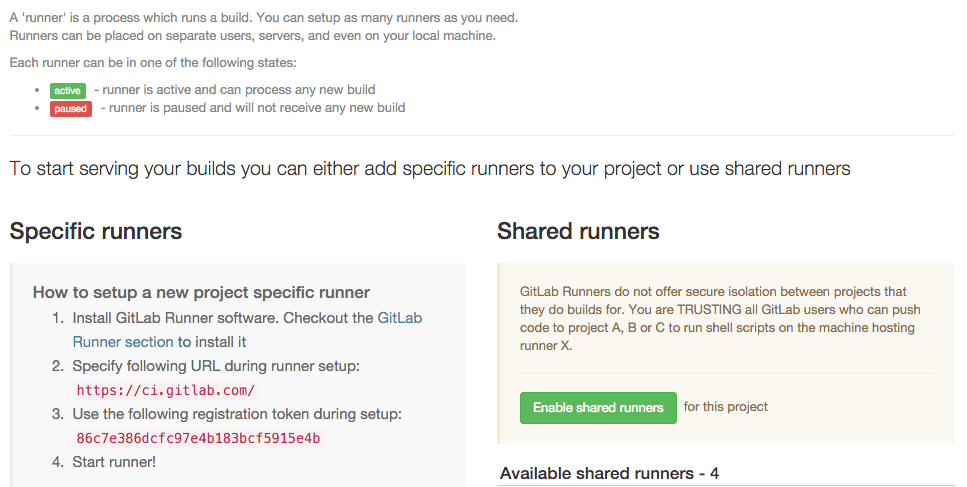 A 'runner' is a process which runs a build. You can setup as many runners as you need.
Runners can be placed on separate users, servers, and even on your local machine.
Each runner can be in one of the following states:
• active - runner is active and can process any new build
• paused - runner is paused and will not receive any new build
To start serving your builds you can either add specific runners to your project or use shared runners
Specific runners
How to setup a new project specific runner
1. Install GitLab Runner software. Checkout the GitLab
Runner section to install it
2. Specify following URL during runner setup:
https://ci.gitlab.com/
3. Use the following registration token during setup:
86c7e386dcfc97e4b183bcf5915e4b
4. Start runner!
Shared runners
GitLab Runners do not offer secure isolation between projects that
they do builds for. You are TRUSTING all GitLab users who can push
code to project A, B or C to run shell scripts on the machine hosting
runner X.
Enable shared runners for this project
Available shared runners - 4